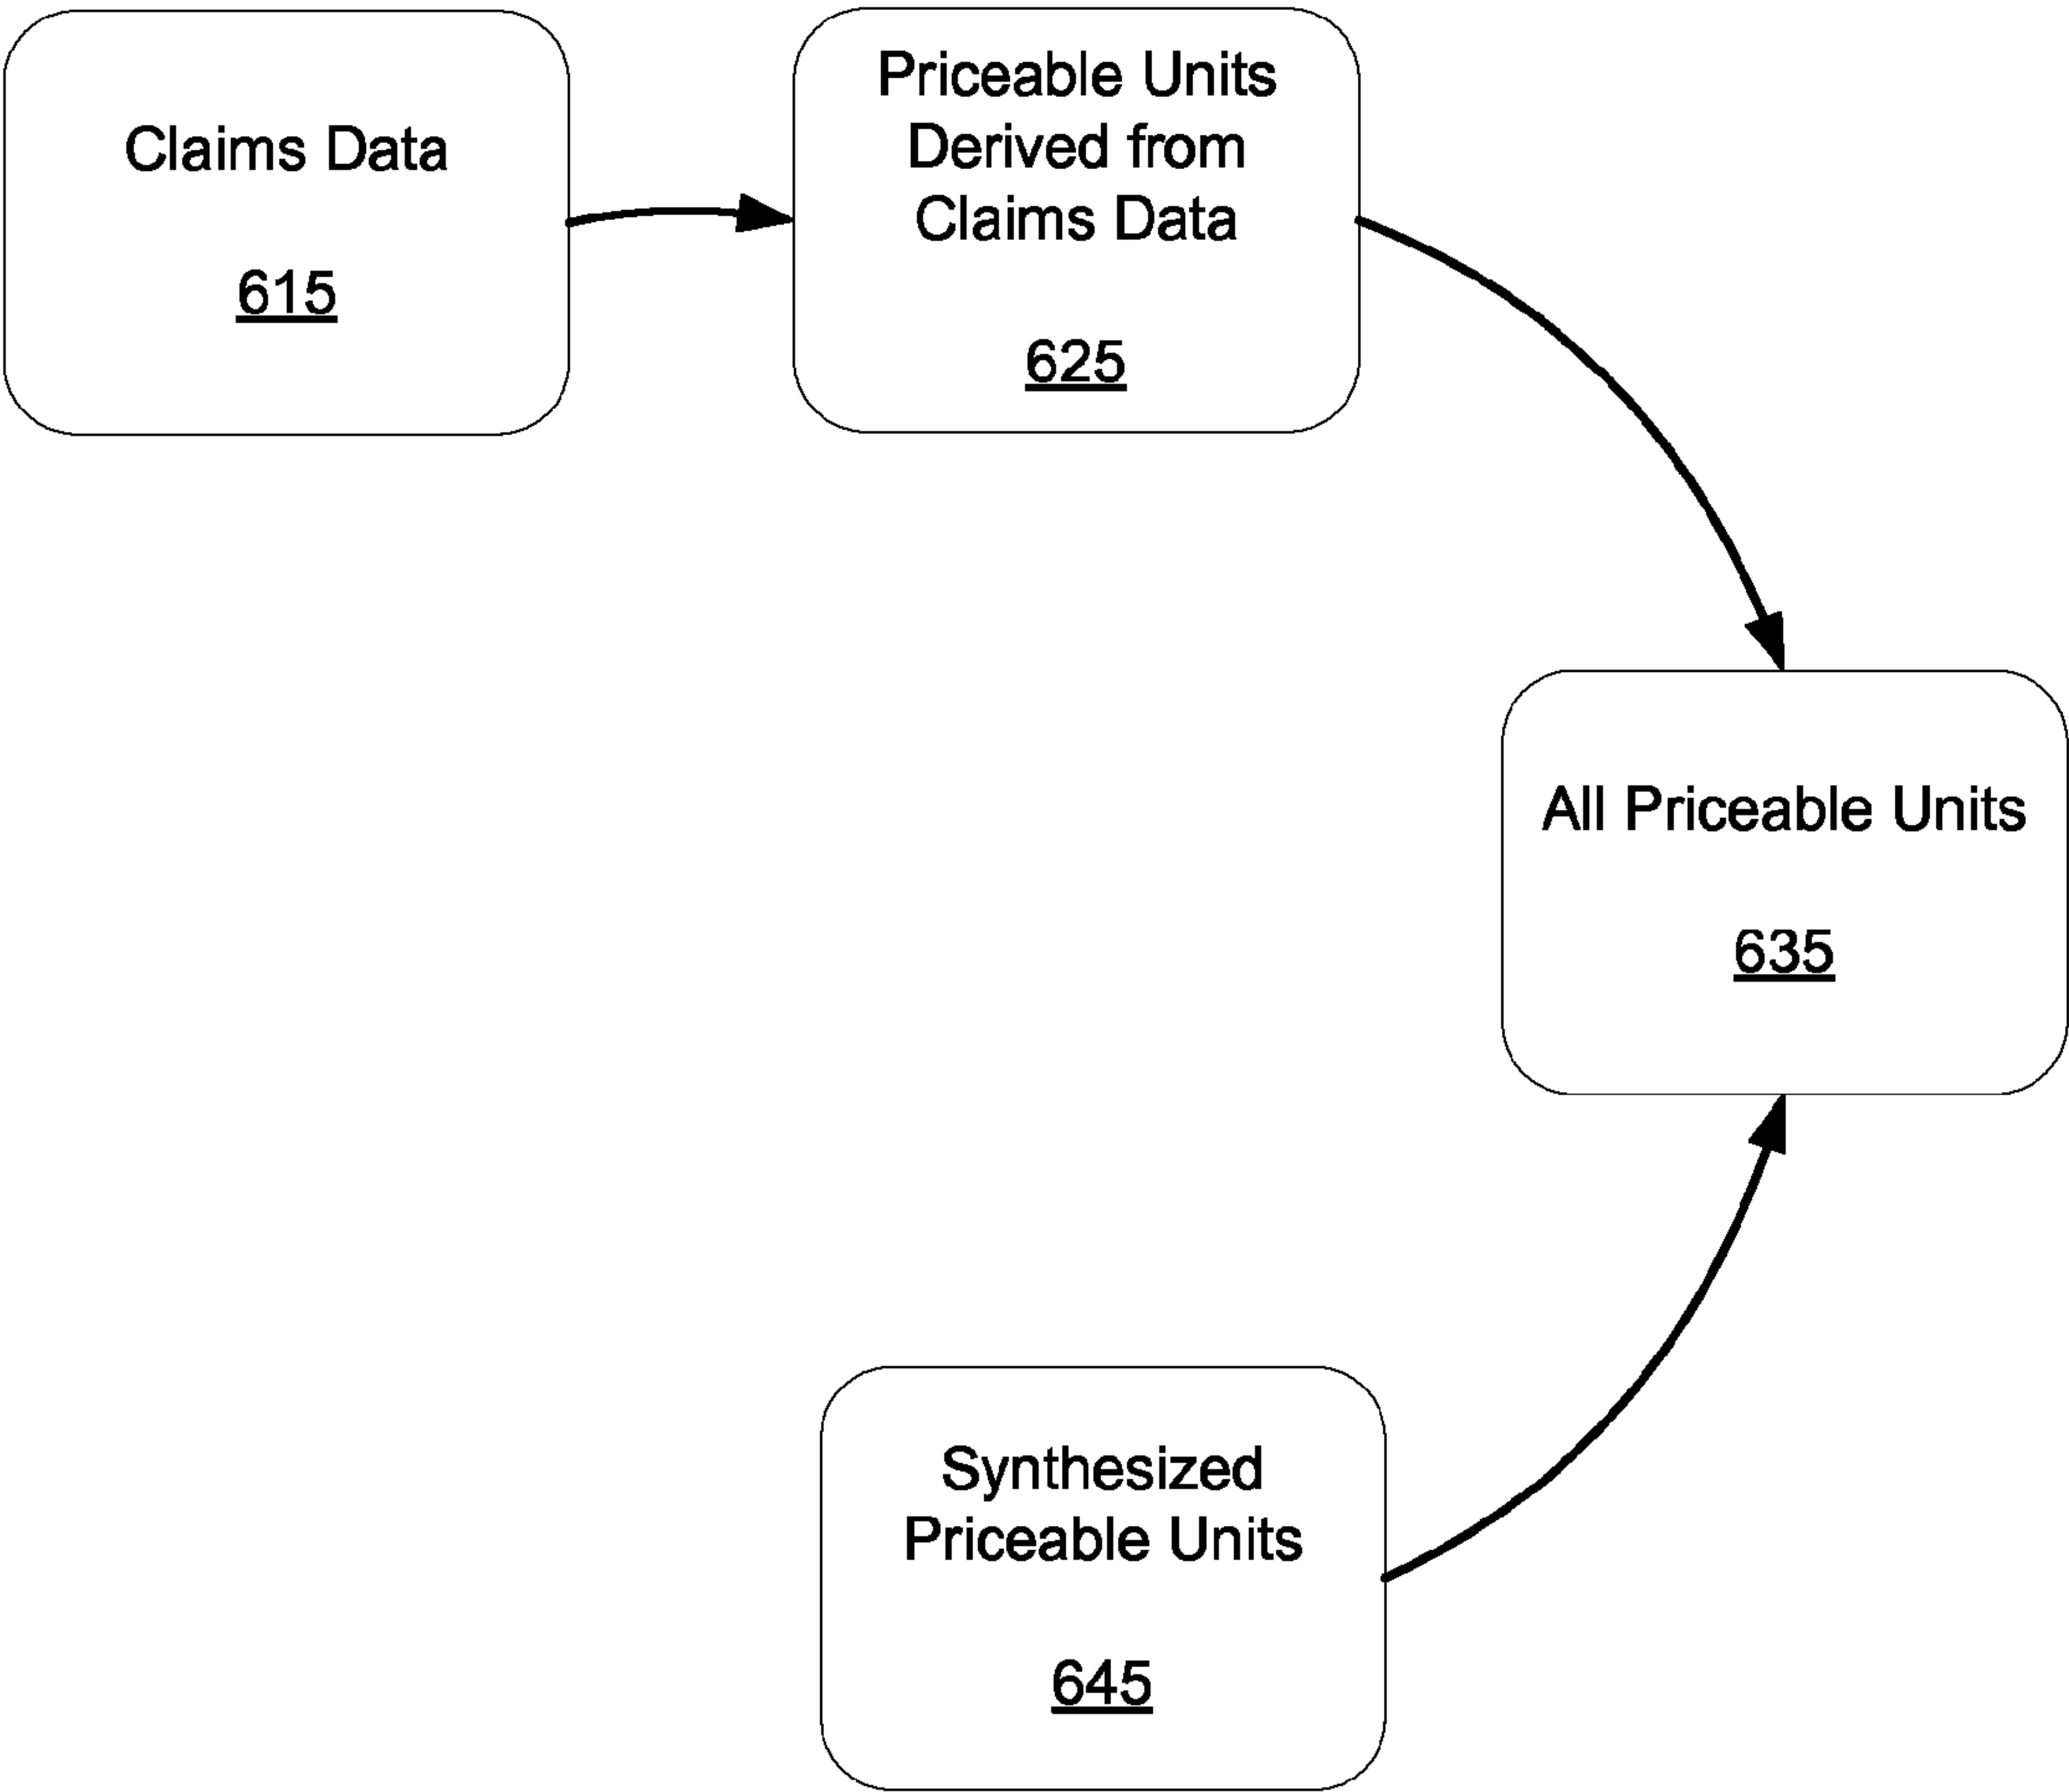 Claims Data
615
Priceable Units
Derived from
Claims Data
625
All Priceable Units
635
Synthesized
Priceable Units
645